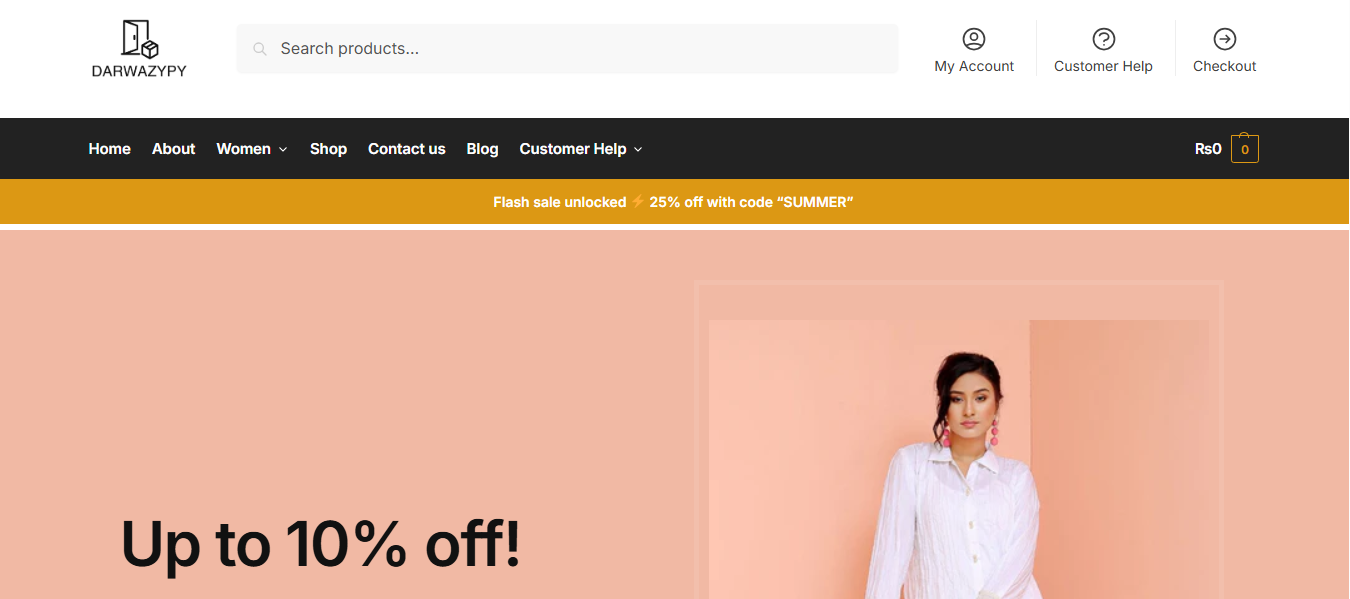 DARWAZYPY
Search products...
My Account
Customer Help
Checkout
Home About Women Shop Contact us Blog Customer Help
₨0 0
Flash sale unlocked ⚡ 25% off with code “SUMMER”
Up to 10% off!